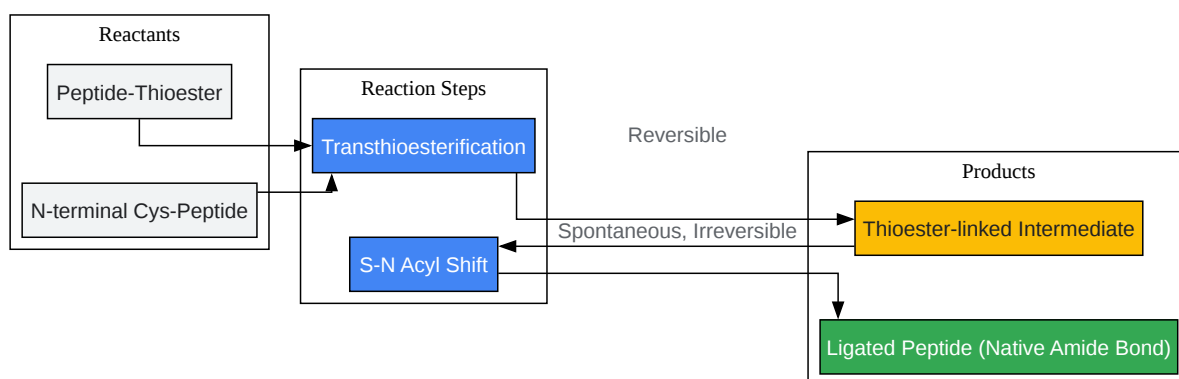 Reactants
Peptide-Thioester
N-terminal Cys-Peptide
Reaction Steps
Transthioesterification
S-N Acyl Shift
Reversible
Spontaneous, Irreversible
Products
Thioester-linked Intermediate
Ligated Peptide (Native Amide Bond)